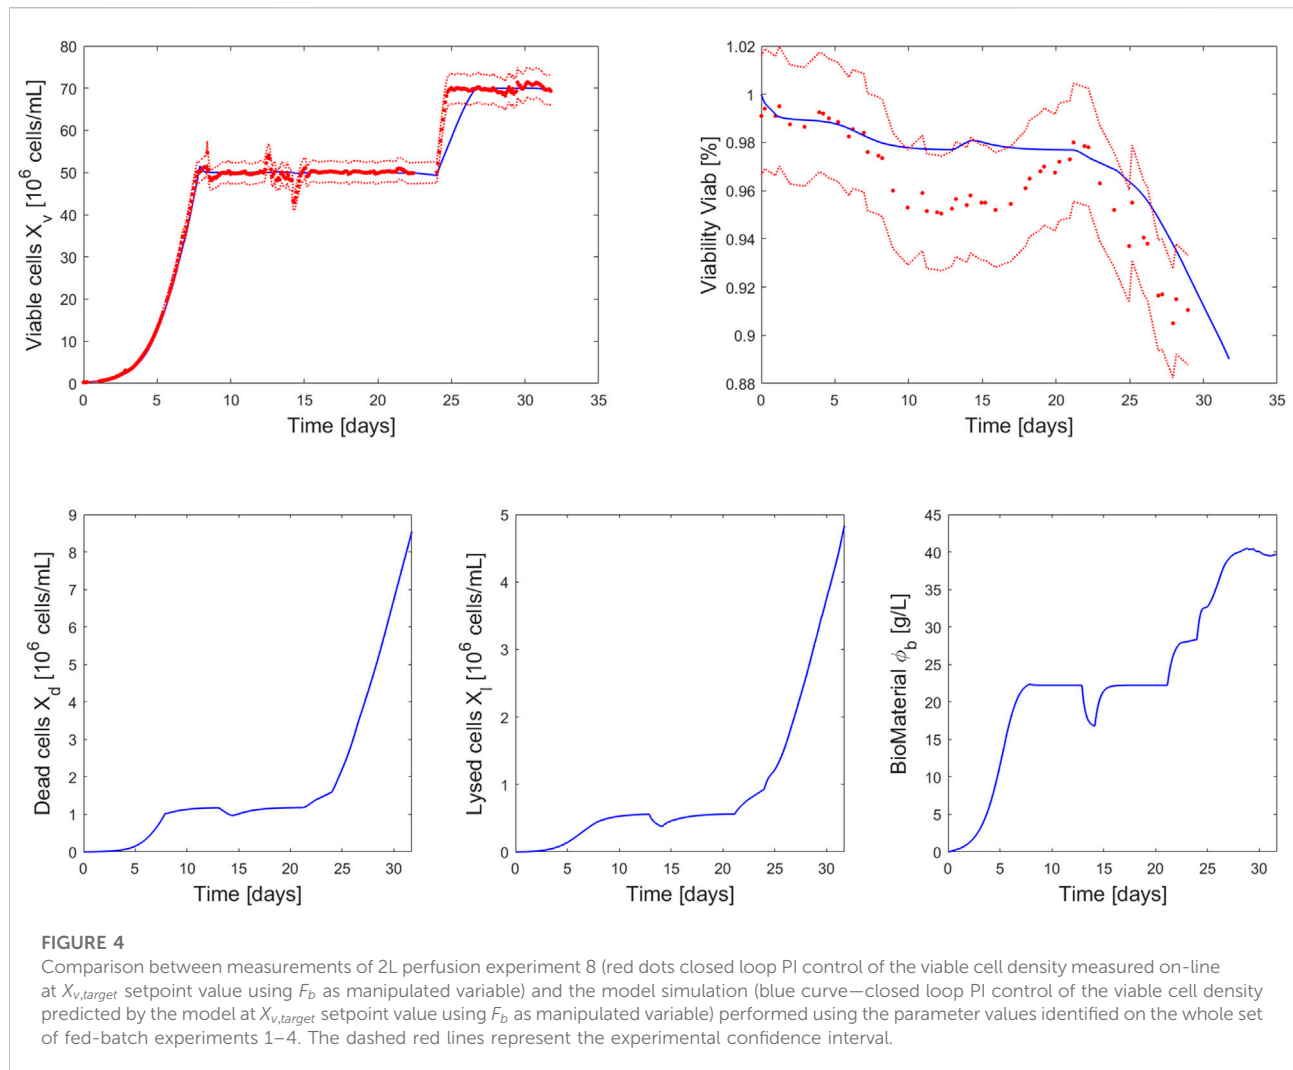 80
70
60
50
40
30
20
10
0
Viable cells X_v [10^6 cells/mL]
0 5 10 15 20 25 30 35
Time [days]
1.02
1
0.98
0.96
0.94
0.92
0.9
0.88
Viability Viab [%]
0 5 10 15 20 25 30 35
Time [days]
9
8
7
6
5
4
3
2
1
0
Dead cells X_d [10^6 cells/mL]
0 5 10 15 20 25 30
Time [days]
5
4
3
2
1
0
Lysed cells X_l [10^6 cells/mL]
0 5 10 15 20 25 30
Time [days]
45
40
35
30
25
20
15
10
5
0
BioMaterial ϕ_b [g/L]
0 5 10 15 20 25 30
Time [days]
FIGURE 4
Comparison between measurements of 2L perfusion experiment 8 (red dots closed loop PI control of the viable cell density measured on-line
at X_v,target setpoint value using F_b as manipulated variable) and the model simulation (blue curve—closed loop PI control of the viable cell density
predicted by the model at X_v,target setpoint value using F_b as manipulated variable) performed using the parameter values identified on the whole set
of fed-batch experiments 1–4. The dashed red lines represent the experimental confidence interval.